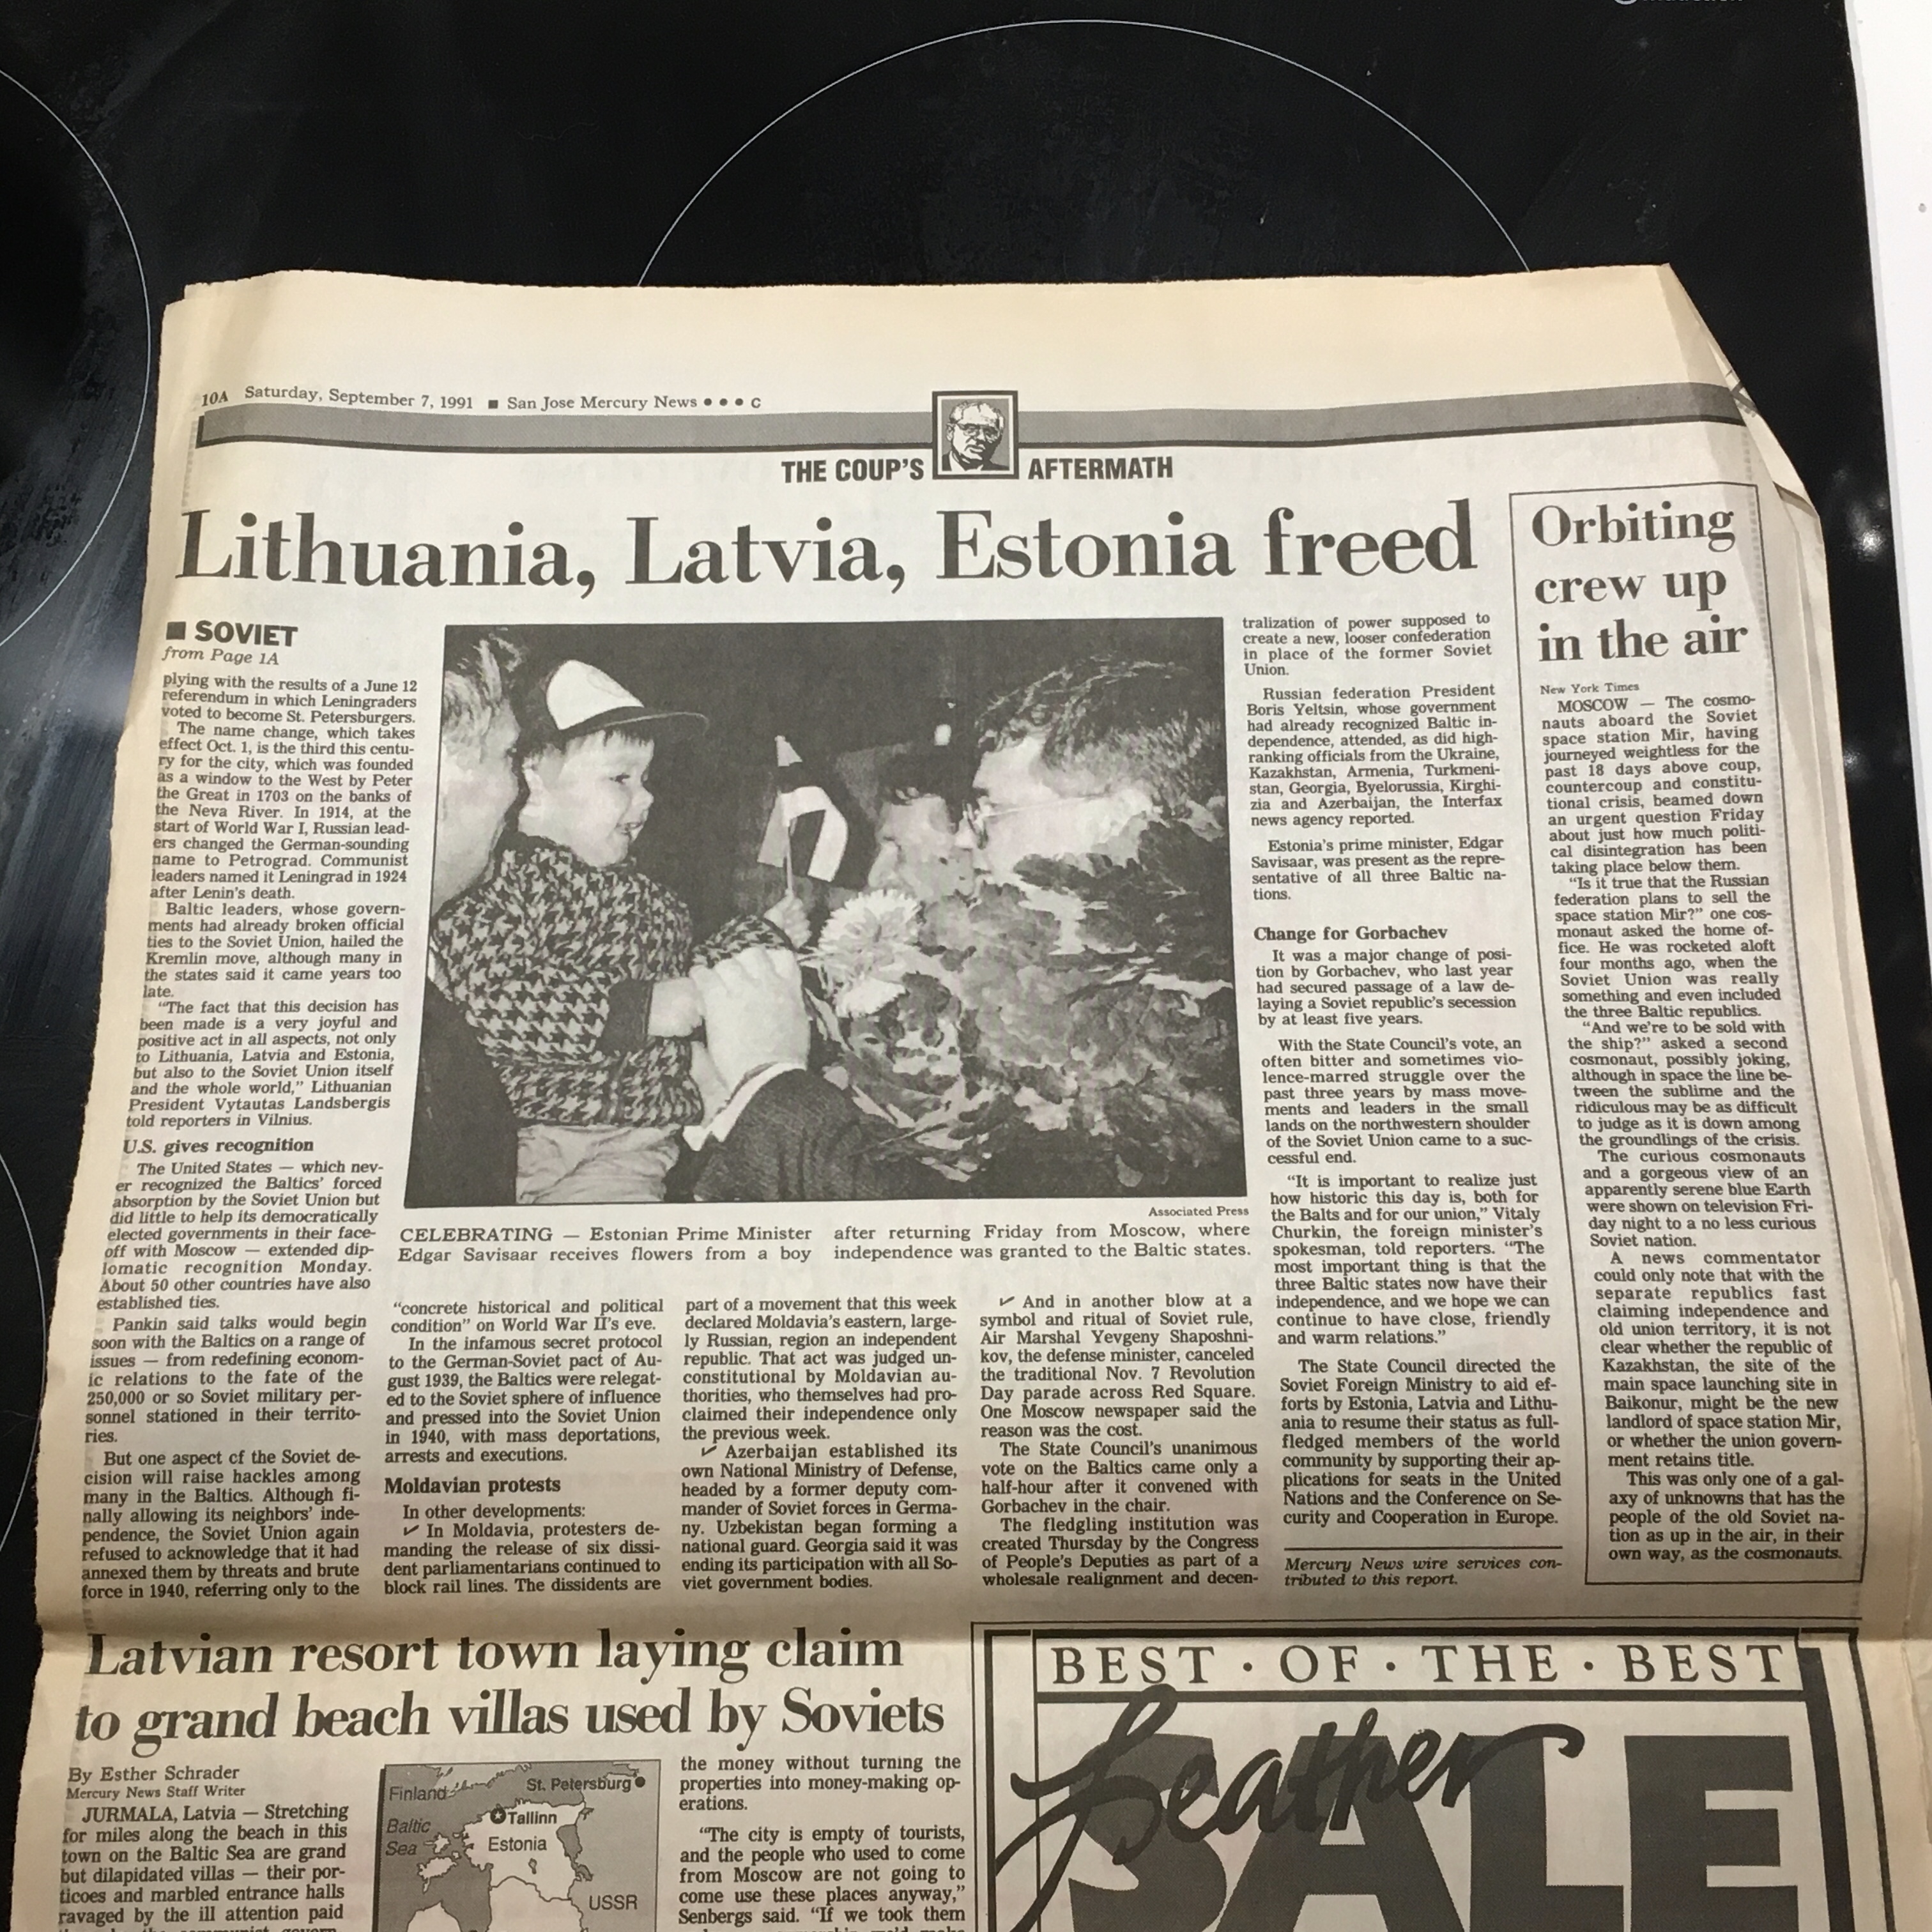 10A Saturday, September 7, 1991 ■ San Jose Mercury News • • • C
THE COUP'S AFTERMATH
Lithuania, Latvia, Estonia freed
■ SOVIET
from Page 1A
plying with the results of a June 12
referendum in which Leningraders
voted to become St. Petersburgers.
The name change, which takes
effect Oct. 1, is the third this centu-
ry for the city, which was founded
as a window to the West by Peter
the Great in 1703 on the banks of
the Neva River. In 1914, at the
start of World War I, Russian lead-
ers changed the German-sounding
name to Petrograd. Communist
leaders named it Leningrad in 1924
after Lenin's death.
Baltic leaders, whose govern-
ments had already broken official
ties to the Soviet Union, hailed the
Kremlin move, although many in
the states said it came years too
late.
"The fact that this decision has
been made is a very joyful and
positive act in all aspects, not only
to Lithuania, Latvia and Estonia,
but also to the Soviet Union itself
and the whole world," Lithuanian
President Vytautas Landsbergis
told reporters in Vilnius.
U.S. gives recognition
The United States — which nev-
er recognized the Baltics' forced
absorption by the Soviet Union but
did little to help its democratically
elected governments in their face-
off with Moscow — extended dip-
lomatic recognition Monday.
About 50 other countries have also
established ties.
Pankin said talks would begin
soon with the Baltics on a range of
issues — from redefining econom-
ic relations to the fate of the
250,000 or so Soviet military per-
sonnel stationed in their territo-
ries.
But one aspect cf the Soviet de-
cision will raise hackles among
many in the Baltics. Although fi-
nally allowing its neighbors' inde-
pendence, the Soviet Union again
refused to acknowledge that it had
annexed them by threats and brute
force in 1940, referring only to the
Associated Press
CELEBRATING — Estonian Prime Minister
Edgar Savisaar receives flowers from a boy
after returning Friday from Moscow, where
independence was granted to the Baltic states.
"concrete historical and political
condition" on World War II's eve.
In the infamous secret protocol
to the German-Soviet pact of Au-
gust 1939, the Baltics were relegat-
ed to the Soviet sphere of influence
and pressed into the Soviet Union
in 1940, with mass deportations,
arrests and executions.
Moldavian protests
In other developments:
✓ In Moldavia, protesters de-
manding the release of six dissi-
dent parliamentarians continued to
block rail lines. The dissidents are
part of a movement that this week
declared Moldavia's eastern, large-
ly Russian, region an independent
republic. That act was judged un-
constitutional by Moldavian au-
thorities, who themselves had pro-
claimed their independence only
the previous week.
✓ Azerbaijan established its
own National Ministry of Defense,
headed by a former deputy com-
mander of Soviet forces in Germa-
ny. Uzbekistan began forming a
national guard. Georgia said it was
ending its participation with all So-
viet government bodies.
✓ And in another blow at a
symbol and ritual of Soviet rule,
Air Marshal Yevgeny Shaposhni-
kov, the defense minister, canceled
the traditional Nov. 7 Revolution
Day parade across Red Square.
One Moscow newspaper said the
reason was the cost.
The State Council's unanimous
vote on the Baltics came only a
half-hour after it convened with
Gorbachev in the chair.
The fledgling institution was
created Thursday by the Congress
of People's Deputies as part of a
wholesale realignment and decen-
tralization of power supposed to
create a new, looser confederation
in place of the former Soviet
Union.
Russian federation President
Boris Yeltsin, whose government
had already recognized Baltic in-
dependence, attended, as did high-
ranking officials from the Ukraine,
Kazakhstan, Armenia, Turkmeni-
stan, Georgia, Byelorussia, Kirghi-
zia and Azerbaijan, the Interfax
news agency reported.
Estonia's prime minister, Edgar
Savisaar, was present as the repre-
sentative of all three Baltic na-
tions.
Change for Gorbachev
It was a major change of posi-
tion by Gorbachev, who last year
had secured passage of a law de-
laying a Soviet republic's secession
by at least five years.
With the State Council's vote, an
often bitter and sometimes vio-
lence-marred struggle over the
past three years by mass move-
ments and leaders in the small
lands on the northwestern shoulder
of the Soviet Union came to a suc-
cessful end.
"It is important to realize just
how historic this day is, both for
the Balts and for our union," Vitaly
Churkin, the foreign minister's
spokesman, told reporters. "The
most important thing is that the
three Baltic states now have their
independence, and we hope we can
continue to have close, friendly
and warm relations."
The State Council directed the
Soviet Foreign Ministry to aid ef-
forts by Estonia, Latvia and Lithu-
ania to resume their status as full-
fledged members of the world
community by supporting their ap-
plications for seats in the United
Nations and the Conference on Se-
curity and Cooperation in Europe.
Mercury News wire services con-
tributed to this report.
Orbiting
crew up
in the air
New York Times
MOSCOW — The cosmo-
nauts aboard the Soviet
space station Mir, having
journeyed weightless for the
past 18 days above coup,
countercoup and constitu-
tional crisis, beamed down
an urgent question Friday
about just how much politi-
cal disintegration has been
taking place below them.
"Is it true that the Russian
federation plans to sell the
space station Mir?" one cos-
monaut asked the home of-
fice. He was rocketed aloft
four months ago, when the
Soviet Union was really
something and even included
the three Baltic republics.
"And we're to be sold with
the ship?" asked a second
cosmonaut, possibly joking,
although in space the line be-
tween the sublime and the
ridiculous may be as difficult
to judge as it is down among
the groundlings of the crisis.
The curious cosmonauts
and a gorgeous view of an
apparently serene blue Earth
were shown on television Fri-
day night to a no less curious
Soviet nation.
A news commentator
could only note that with the
separate republics fast
claiming independence and
old union territory, it is not
clear whether the republic of
Kazakhstan, the site of the
main space launching site in
Baikonur, might be the new
landlord of space station Mir,
or whether the union govern-
ment retains title.
This was only one of a gal-
axy of unknowns that has the
people of the old Soviet na-
tion as up in the air, in their
own way, as the cosmonauts.
Latvian resort town laying claim
to grand beach villas used by Soviets
By Esther Schrader
Mercury News Staff Writer
JURMALA, Latvia — Stretching
for miles along the beach in this
town on the Baltic Sea are grand
but dilapidated villas — their por-
ticoes and marbled entrance halls
ravaged by the ill attention paid
Finland
St. Petersburg
Baltic
Sea
Tallinn
Estonia
USSR
the money without turning the
properties into money-making op-
erations.
"The city is empty of tourists,
and the people who used to come
from Moscow are not going to
come use these places anyway,"
Senbergs said. "If we took them
BEST · OF · THE · BEST
Leather
SALE